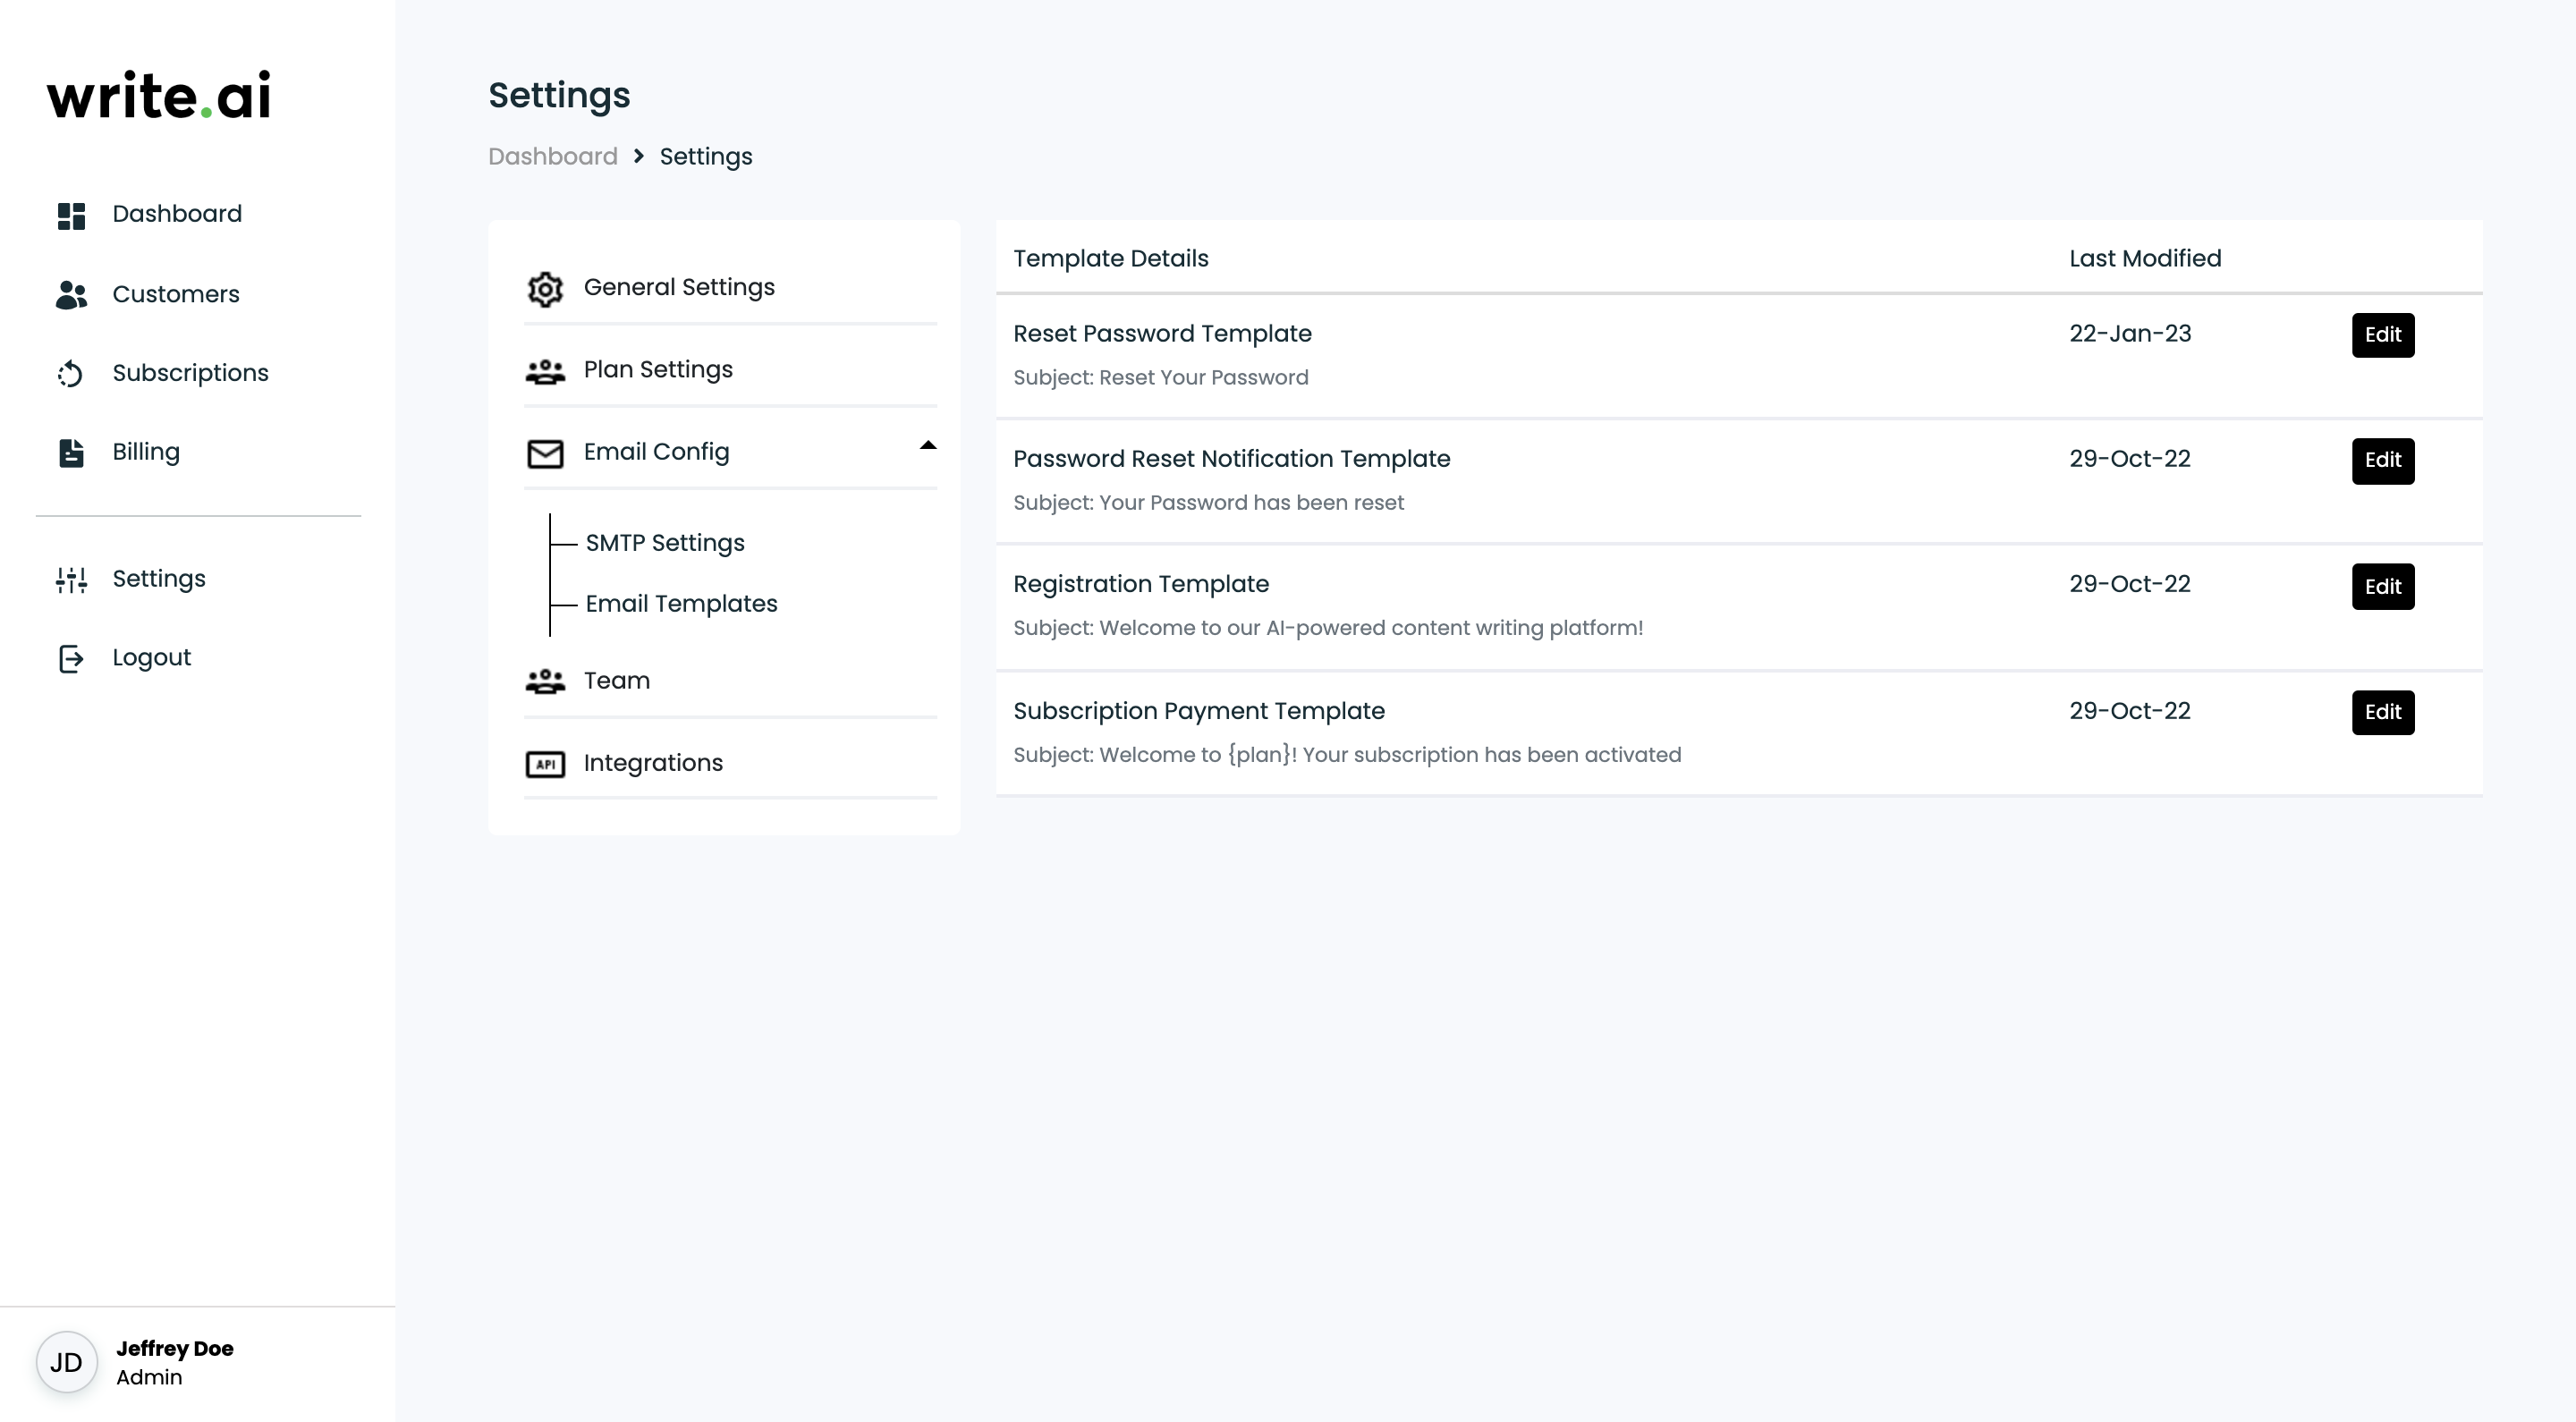 write.ai
Dashboard
Customers
Subscriptions
Billing
Settings
Logout
Jeffrey Doe
Admin
JD
Settings
Dashboard > Settings
General Settings
Plan Settings
Email Config
SMTP Settings
Email Templates
Team
API
Integrations
Template Details Last Modified
Reset Password Template 22-Jan-23 Edit
Subject: Reset Your Password
Password Reset Notification Template 29-Oct-22 Edit
Subject: Your Password has been reset
Registration Template 29-Oct-22 Edit
Subject: Welcome to our AI-powered content writing platform!
Subscription Payment Template 29-Oct-22 Edit
Subject: Welcome to {plan}! Your subscription has been activated